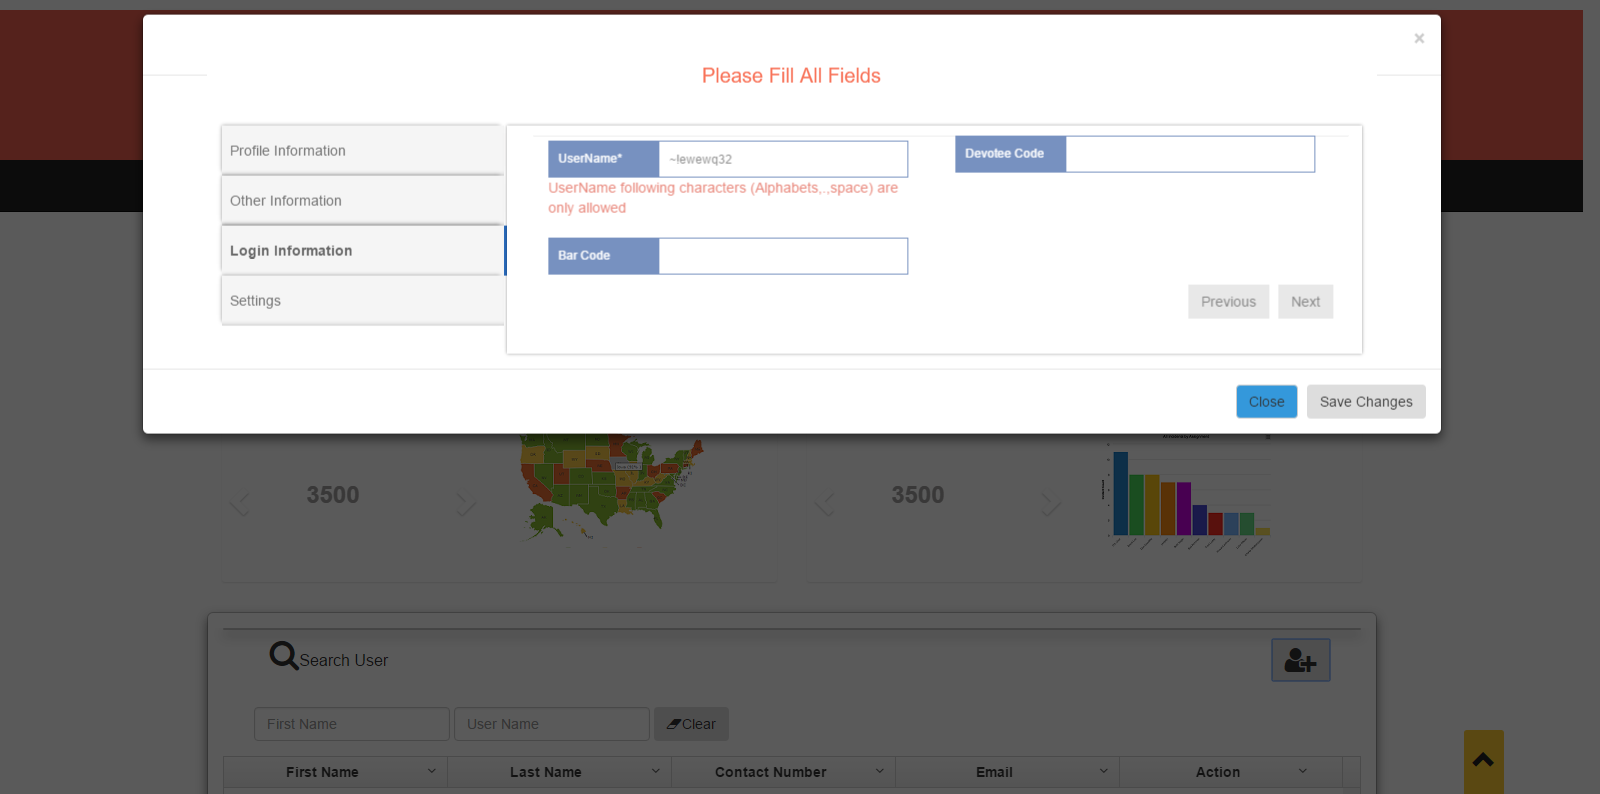 ×
Please Fill All Fields
Profile Information
Other Information
Login Information
Settings
UserName*
~!ewewq32
Devotee Code
UserName following characters (Alphabets,.,space) are
only allowed
Bar Code
Previous
Next
Close
Save Changes
3500
3500
Search User
First Name
User Name
Clear
First Name
Last Name
Contact Number
Email
Action